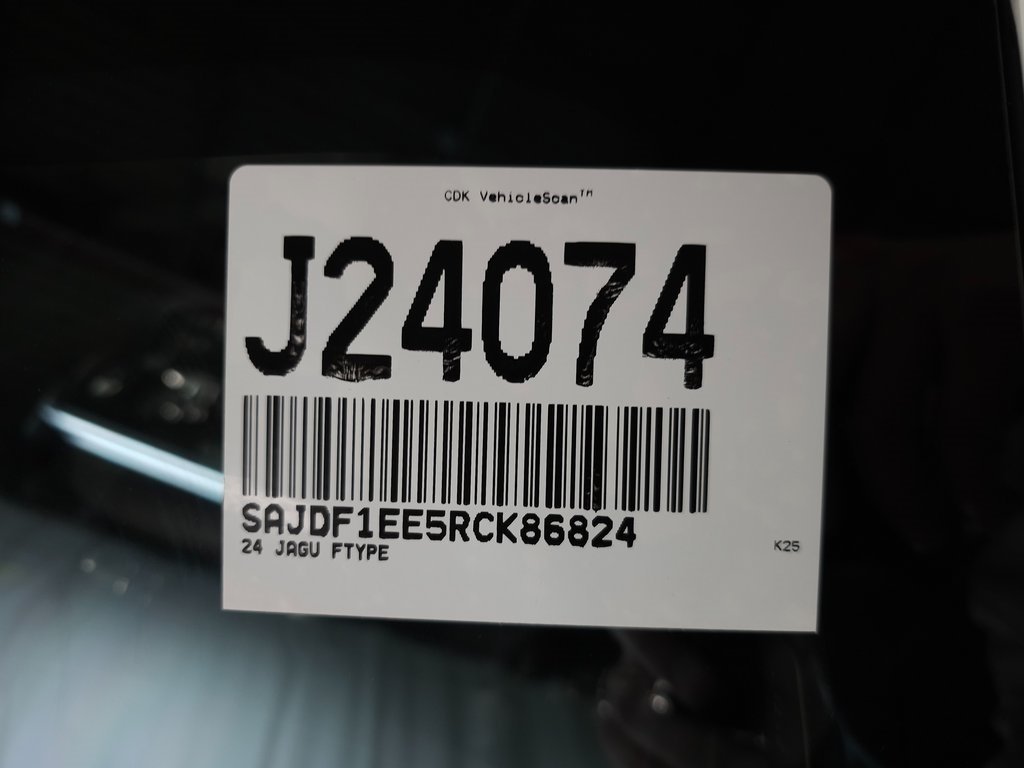 CDK VehicleScan™
J24074
SAJDF1EE5RCK86824
24 JAGU FTYPE
K25